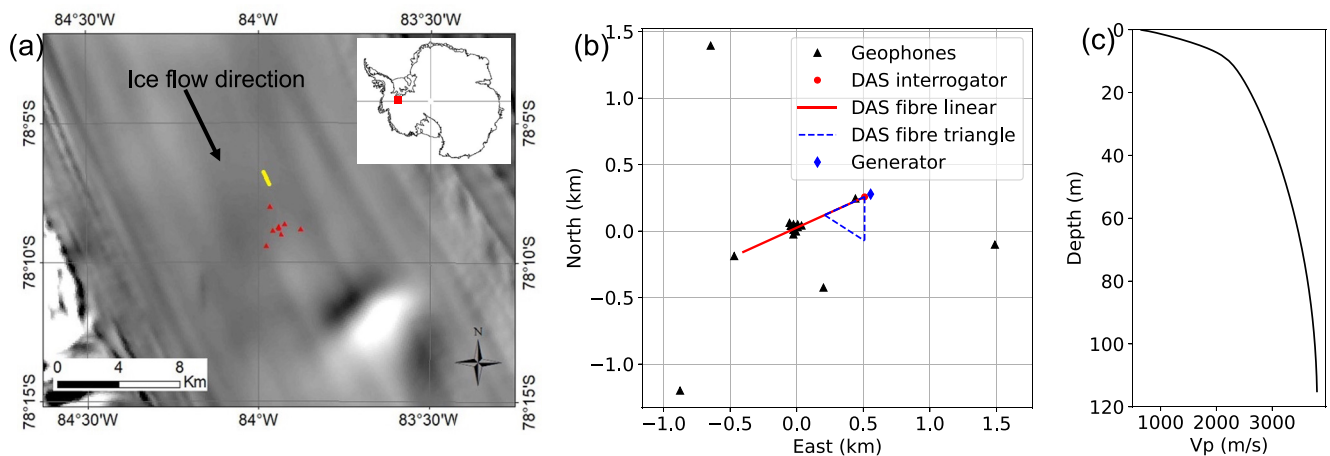 (a)
84°30'W
84°W
83°30'W
Ice flow direction
78°5'S
78°5'S
78°10'S
78°10'S
78°15'S
78°15'S
N
0 4 8
Km
84°30'W
84°W
83°30'W
(b)
1.5
1.0
0.5
0.0
−0.5
−1.0
North (km)
Geophones
DAS interrogator
DAS fibre linear
DAS fibre triangle
Generator
−1.0 −0.5 0.0 0.5 1.0 1.5
East (km)
(c)
0
20
40
60
80
100
120
Depth (m)
1000 2000 3000
Vp (m/s)